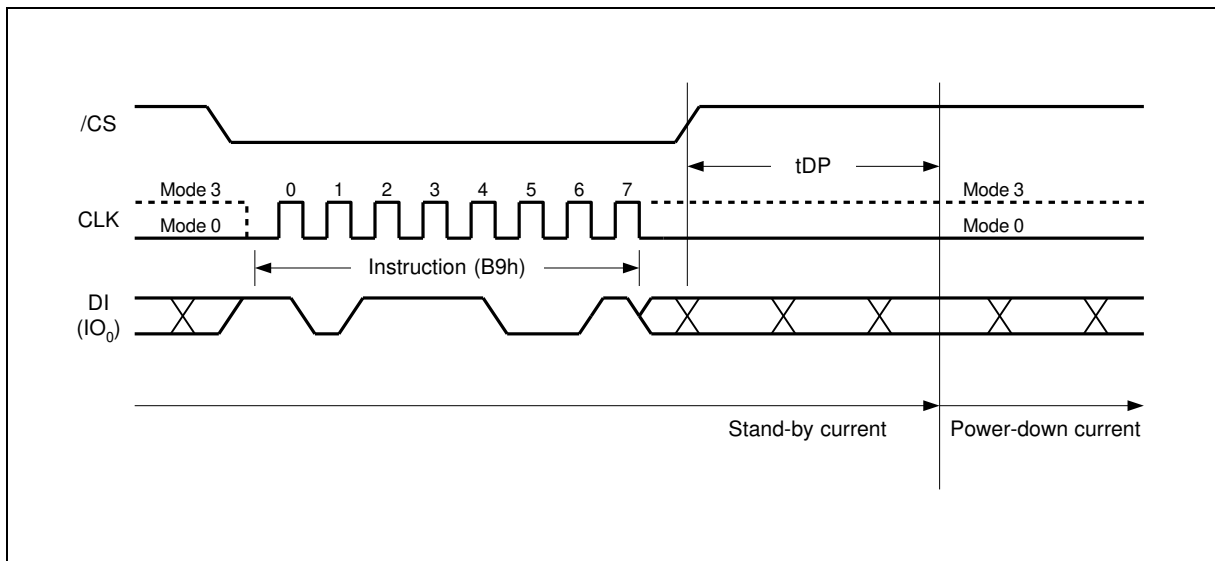 /CS
tDP
Mode 3 0 1 2 3 4 5 6 7 Mode 3
CLK
Mode 0 Mode 0
Instruction (B9h)
DI
(IO0)
Stand-by current Power-down current